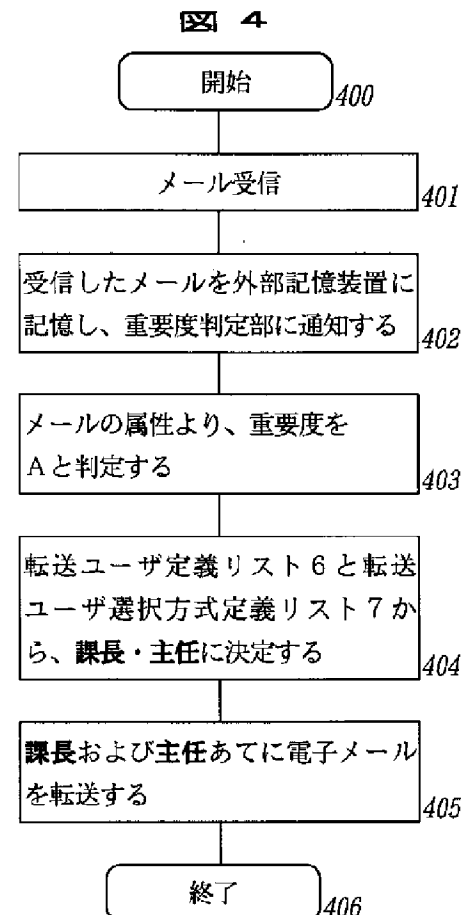 図 4
開始
400
メール受信
401
受信したメールを外部記憶装置に
記憶し、重要度判定部に通知する
402
メールの属性より、重要度を
Aと判定する
403
転送ユーザ定義リスト6と転送
ユーザ選択方式定義リスト7か
ら、課長・主任に決定する
404
課長および主任あてに電子メール
を転送する
405
終了
406